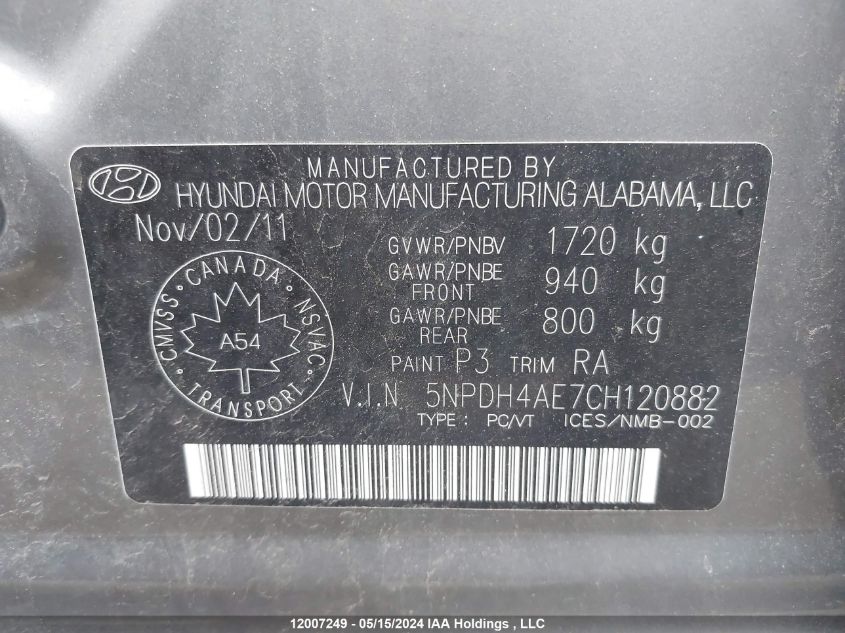 MANUFACTURED BY
HYUNDAI MOTOR MANUFACTURING ALABAMA, LLC
Nov/02/11
GVWR/PNBV 1720 kg
GAWR/PNBE FRONT 940 kg
GAWR/PNBE REAR 800 kg
CANADA
CMVSS NSVAC
A54
TRANSPORT
PAINT P3 TRIM RA
V.I.N 5NPDH4AE7CH120882
TYPE : PC/VT ICES/NMB-002
12007249 - 05/15/2024 IAA Holdings , LLC